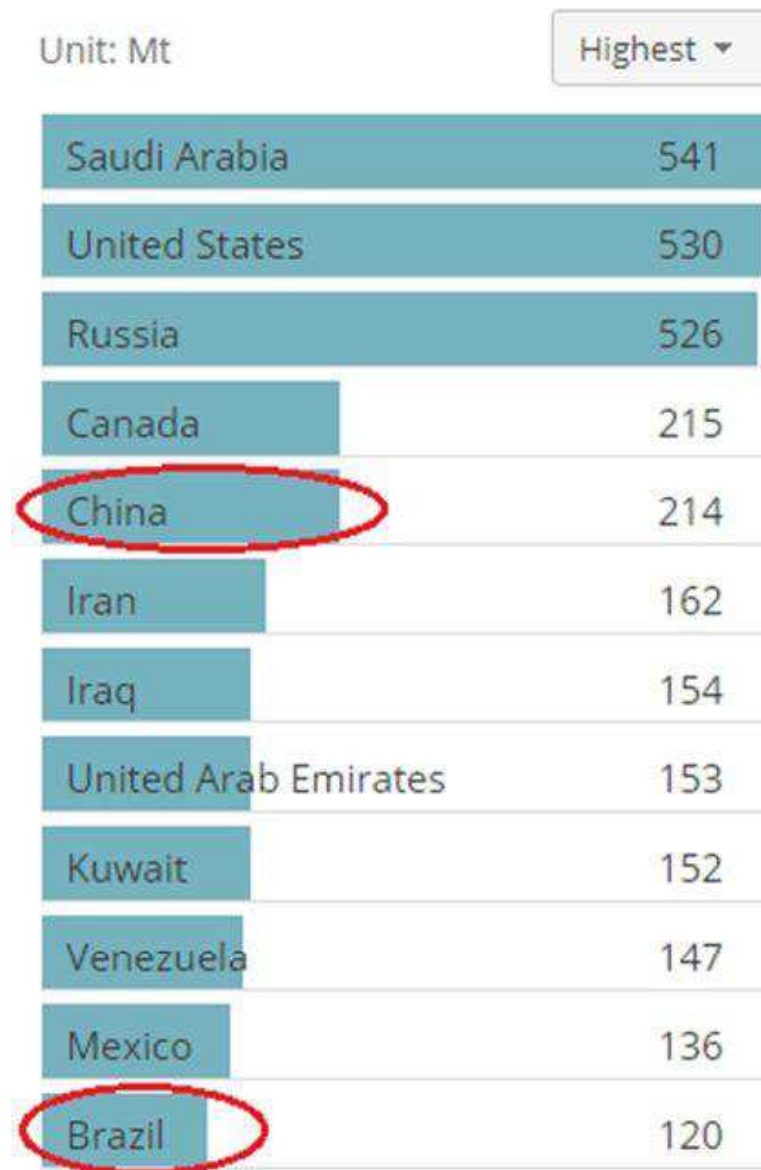 Unit: Mt Highest
Saudi Arabia 541
United States 530
Russia 526
Canada 215
China 214
Iran 162
Iraq 154
United Arab Emirates 153
Kuwait 152
Venezuela 147
Mexico 136
Brazil 120